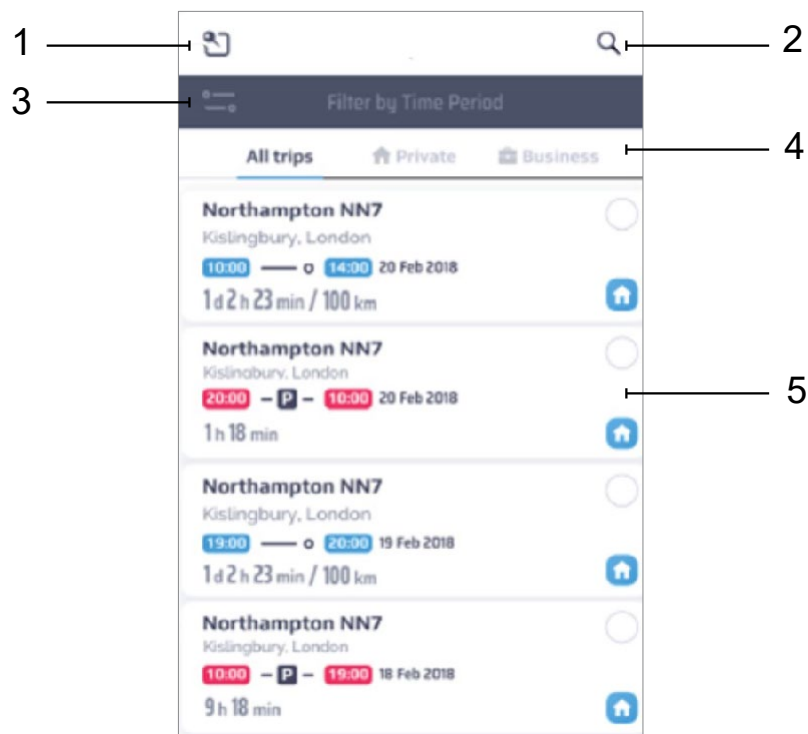 1
2
3
Filter by Time Period
4
All trips Private Business
Northampton NN7
Kislingbury, London
10:00 14:00 20 Feb 2018
1 d 2 h 23 min / 100 km
Northampton NN7
Kislingbury, London
20:00 P 10:00 20 Feb 2018
5
1 h 18 min
Northampton NN7
Kislingbury, London
19:00 20:00 19 Feb 2018
1 d 2 h 23 min / 100 km
Northampton NN7
Kislingbury, London
10:00 P 19:00 18 Feb 2018
9 h 18 min